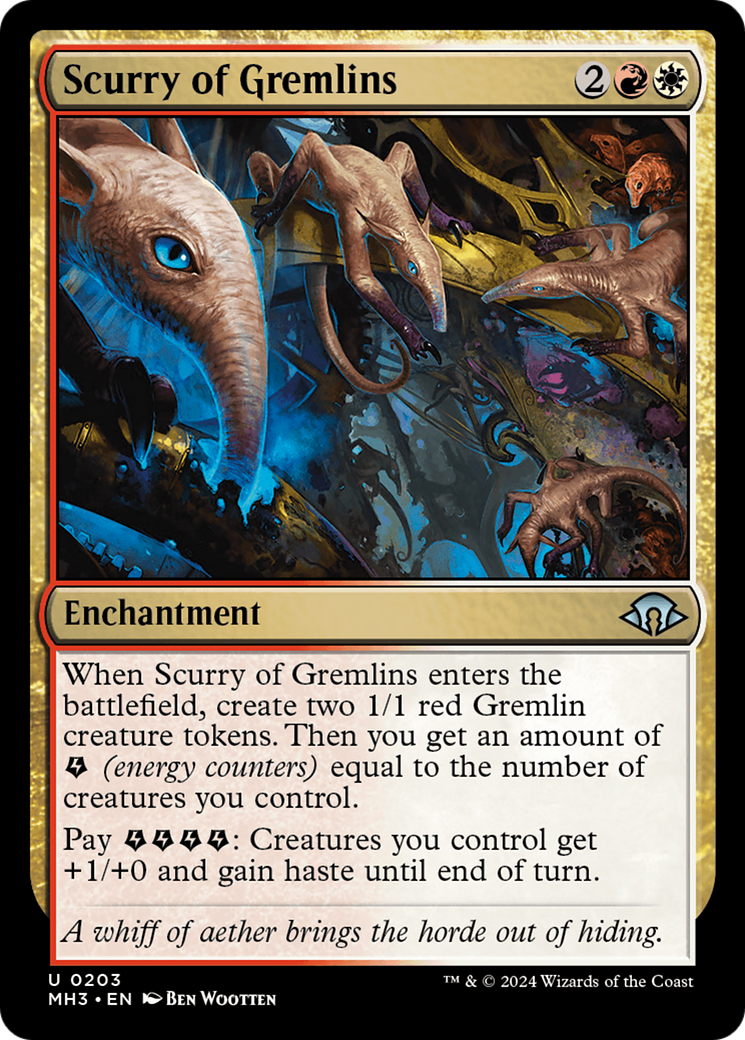 Scurry of Gremlins 2
Enchantment
When Scurry of Gremlins enters the
battlefield, create two 1/1 red Gremlin
creature tokens. Then you get an amount of
(energy counters) equal to the number of
creatures you control.
Pay : Creatures you control get
+1/+0 and gain haste until end of turn.
A whiff of aether brings the horde out of hiding.
U 0203
MH3 • EN Ben Wootten
™ & © 2024 Wizards of the Coast